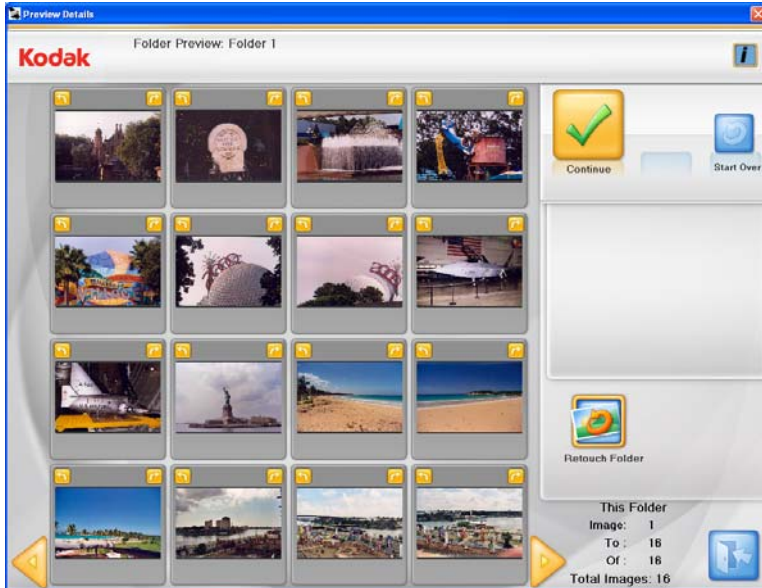 Preview Details
Kodak
Folder Preview: Folder 1
i
Continue
Start Over
Retouch Folder
This Folder
Image: 1
To : 16
Of : 16
Total Images: 16